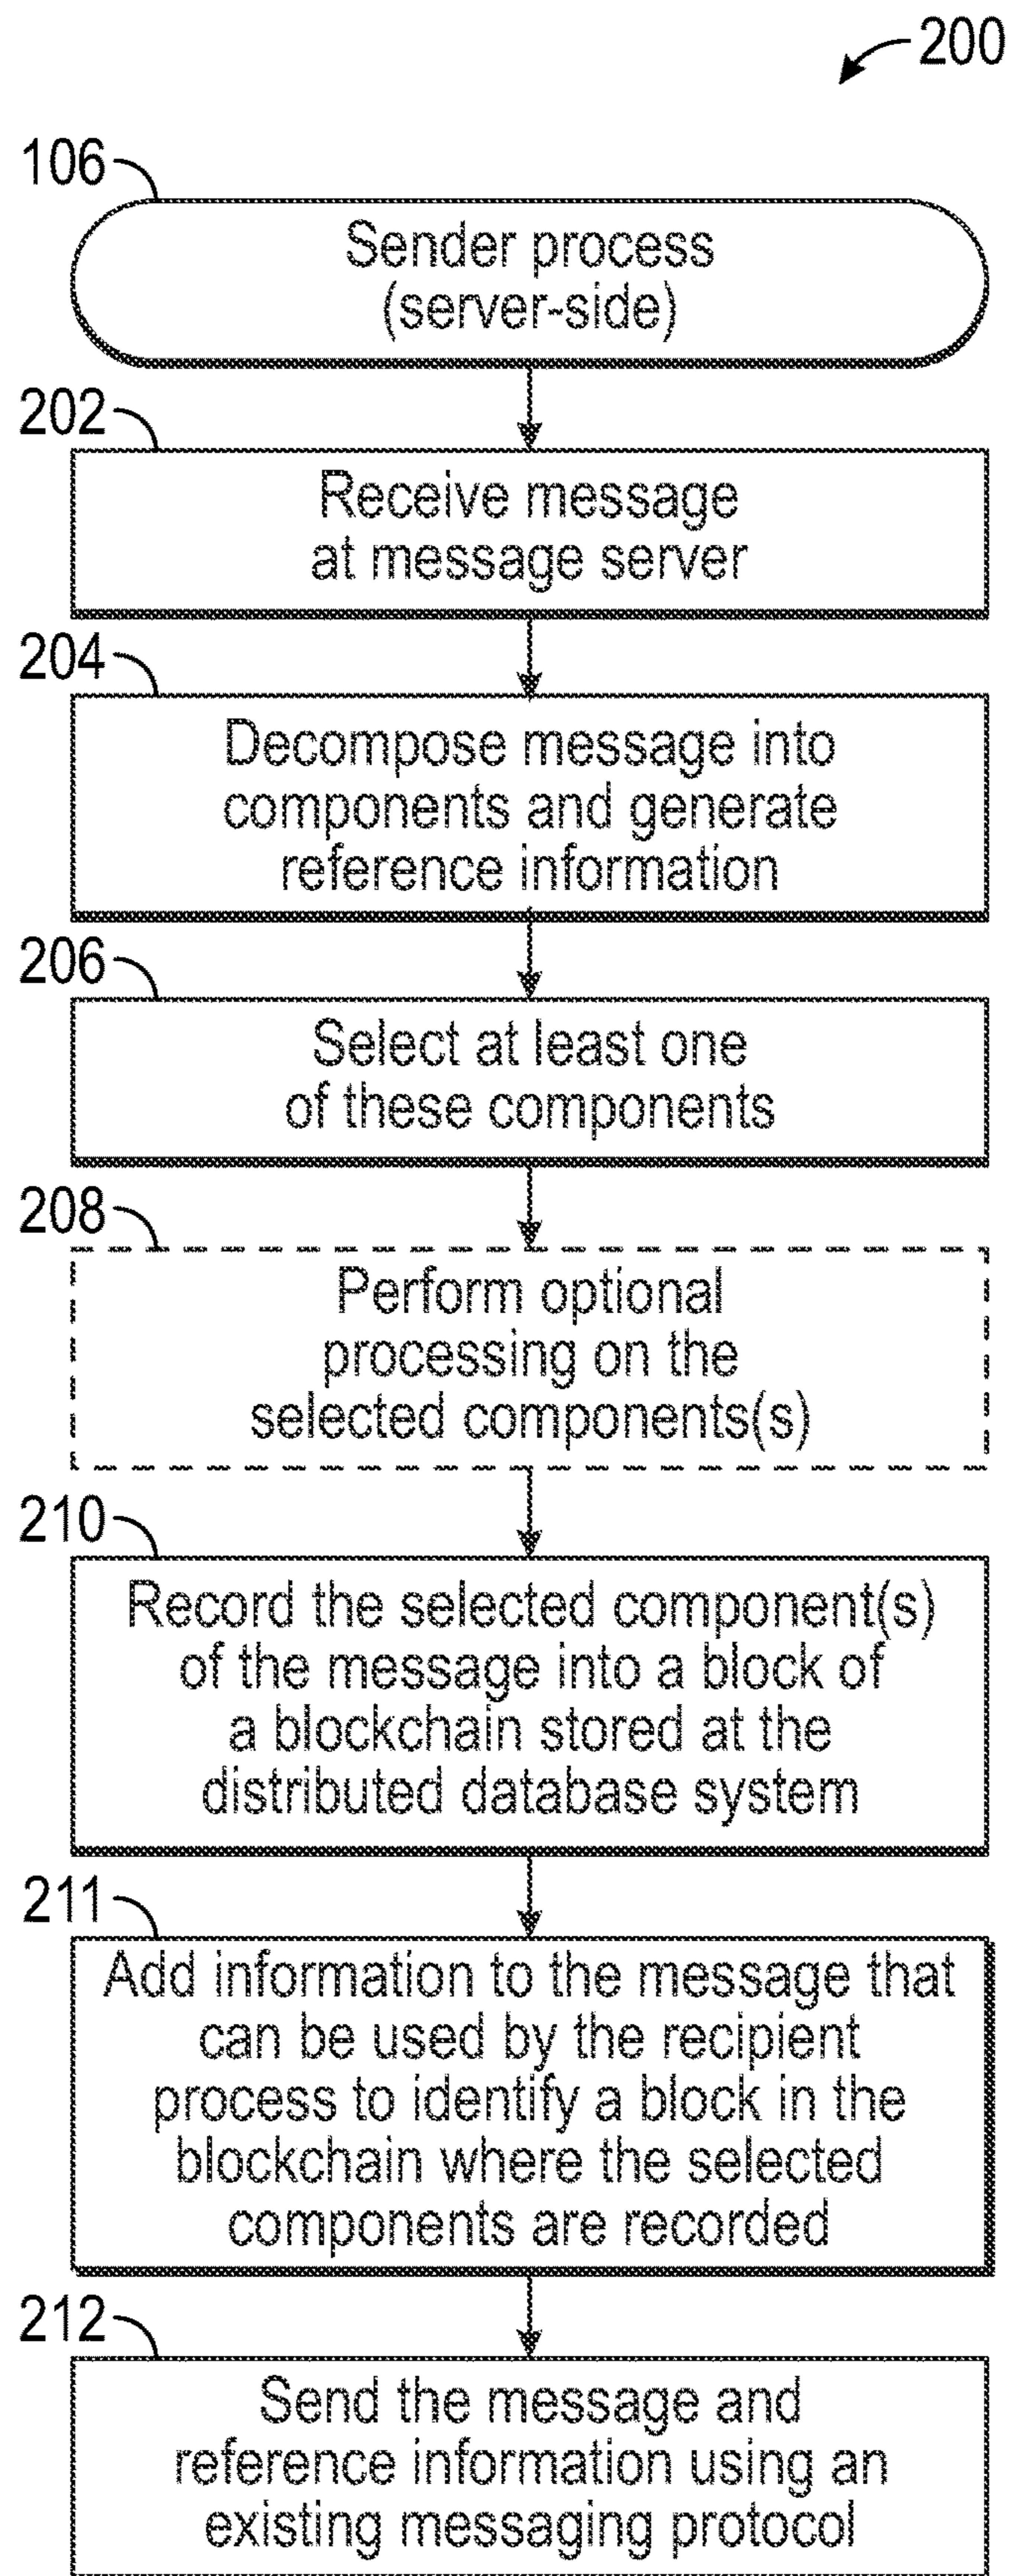 200
106
Sender process
(server-side)
202
Receive message
at message server
204
Decompose message into
components and generate
reference information
206
Select at least one
of these components
208
Perform optional
processing on the
selected components(s)
210
Record the selected component(s)
of the message into a block of
a blockchain stored at the
distributed database system
211
Add information to the message that
can be used by the recipient
process to identify a block in the
blockchain where the selected
components are recorded
212
Send the message and
reference information using an
existing messaging protocol